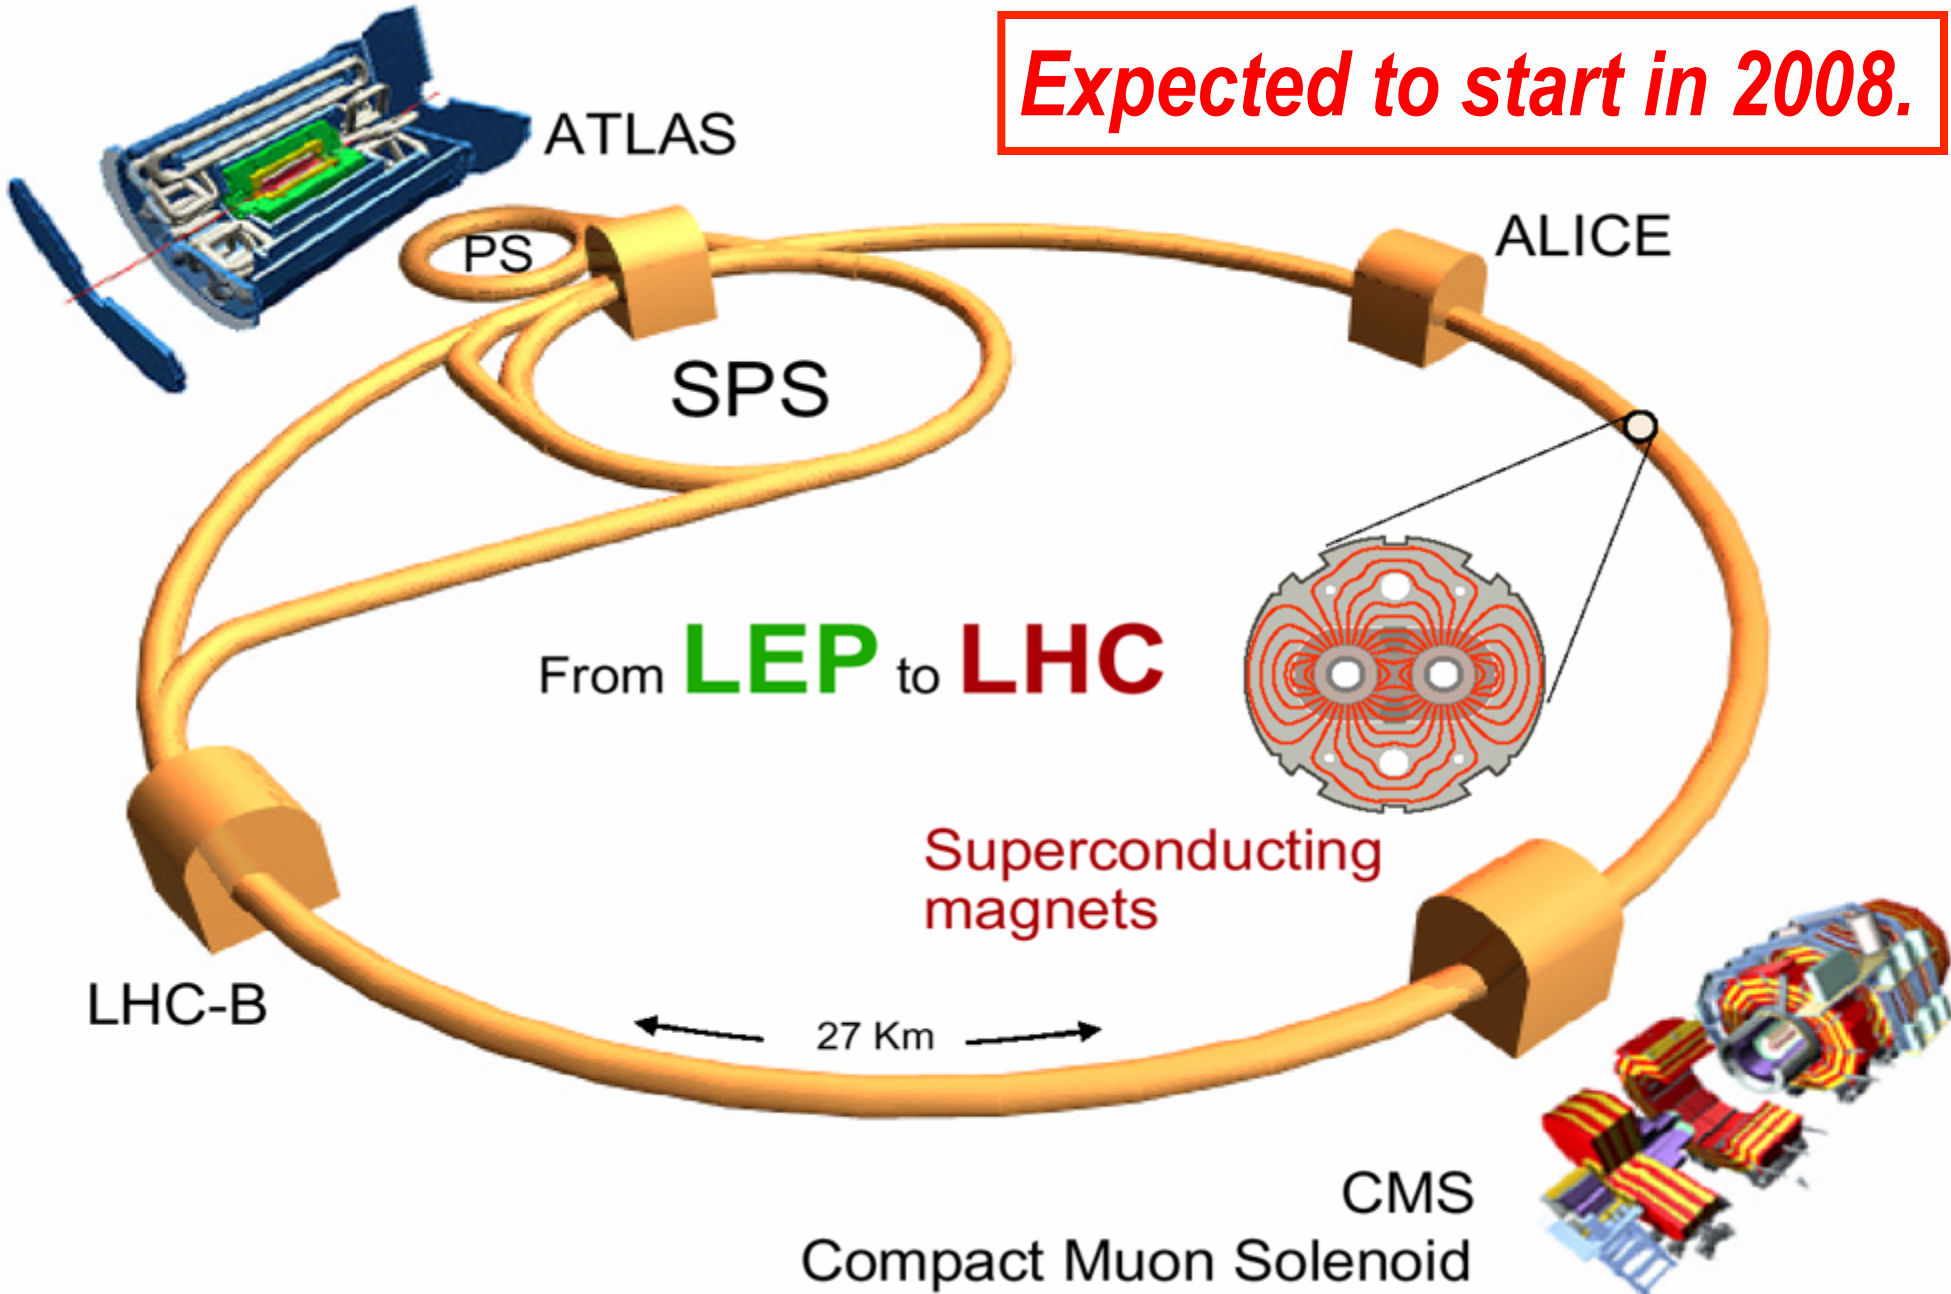 Expected to start in 2008.
ATLAS
ALICE
PS
SPS
From LEP to LHC
Superconducting
magnets
LHC-B
27 Km
CMS
Compact Muon Solenoid